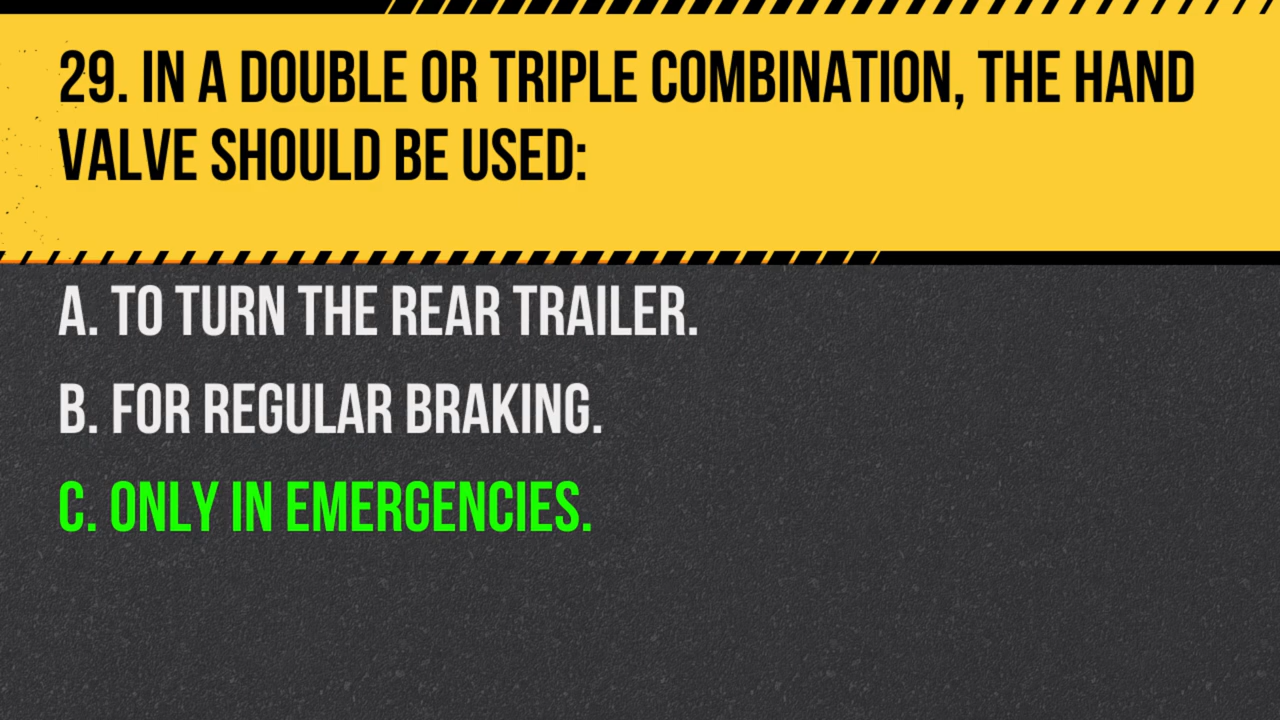 29. IN A DOUBLE OR TRIPLE COMBINATION, THE HAND
VALVE SHOULD BE USED:
A. TO TURN THE REAR TRAILER.
B. FOR REGULAR BRAKING.
C. ONLY IN EMERGENCIES.